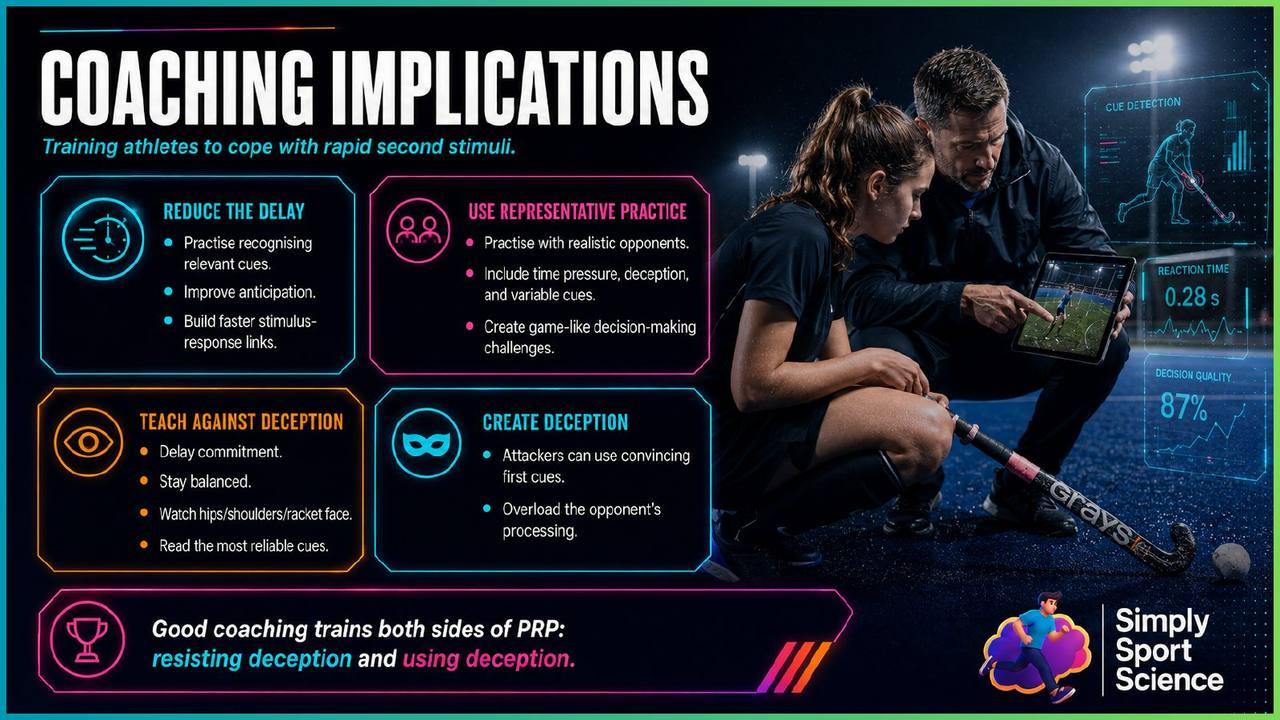 COACHING IMPLICATIONS
Training athletes to cope with rapid second stimuli.
REDUCE THE DELAY
Practise recognising
relevant cues.
Improve anticipation.
Build faster stimulus-
response links.
USE REPRESENTATIVE PRACTICE
Practise with realistic opponents.
Include time pressure, deception,
and variable cues.
Create game-like decision-making
challenges.
TEACH AGAINST DECEPTION
Delay commitment.
Stay balanced.
Watch hips/shoulders/racket face.
Read the most reliable cues.
CREATE DECEPTION
Attackers can use convincing
first cues.
Overload the opponent's
processing.
Good coaching trains both sides of PRP:
resisting deception and using deception.
CUE DETECTION
REACTION TIME
0.28 s
DECISION QUALITY
87%
GRAYS
Simply
Sport
Science